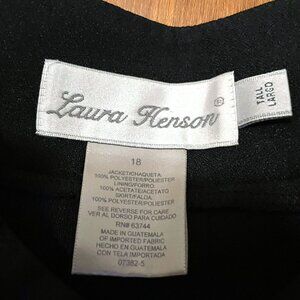 Laura Henson®
TALL
LARGO
18
JACKET/CHAQUETA
100% POLYESTER/POLIESTER
LINING/FORRO
100% ACETATE/ACETATO
SKIRT/FALDA
100% POLYESTER/POLIESTER
SEE REVERSE FOR CARE
VER AL DORSO PARA CUIDADO
RN# 63744
MADE IN GUATEMALA
OF IMPORTED FABRIC
HECHO EN GUATEMALA
CON TELA IMPORTADA
07382-5